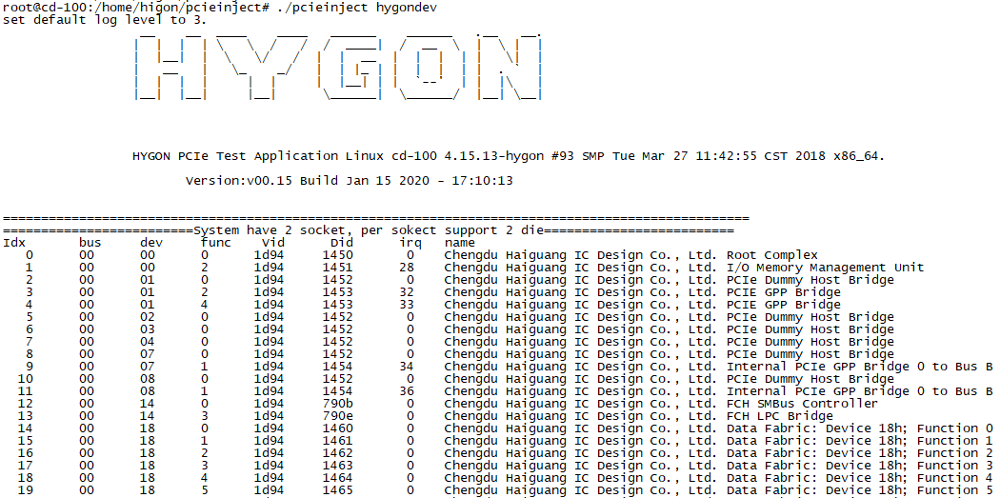 root@cd-100:/home/higon/pcieinject# ./pcieinject hygondev
set default log level to 3.
HYGON
HYGON PCIe Test Application Linux cd-100 4.15.13-hygon #93 SMP Tue Mar 27 11:42:55 CST 2018 x86_64.
Version:v00.15 Build Jan 15 2020 - 17:10:13
==================================================================================================
=========================System have 2 socket, per sokect support 2 die=========================
Idx bus dev func Vid Did irq name
0 00 00 0 1d94 1450 0 Chengdu Haiguang IC Design Co., Ltd. Root Complex
1 00 00 2 1d94 1451 28 Chengdu Haiguang IC Design Co., Ltd. I/O Memory Management Unit
2 00 01 0 1d94 1452 0 Chengdu Haiguang IC Design Co., Ltd. PCIe Dummy Host Bridge
3 00 01 2 1d94 1453 32 Chengdu Haiguang IC Design Co., Ltd. PCIE GPP Bridge
4 00 01 4 1d94 1453 33 Chengdu Haiguang IC Design Co., Ltd. PCIE GPP Bridge
5 00 02 0 1d94 1452 0 Chengdu Haiguang IC Design Co., Ltd. PCIe Dummy Host Bridge
6 00 03 0 1d94 1452 0 Chengdu Haiguang IC Design Co., Ltd. PCIe Dummy Host Bridge
7 00 04 0 1d94 1452 0 Chengdu Haiguang IC Design Co., Ltd. PCIe Dummy Host Bridge
8 00 07 0 1d94 1452 0 Chengdu Haiguang IC Design Co., Ltd. PCIe Dummy Host Bridge
9 00 07 1 1d94 1454 34 Chengdu Haiguang IC Design Co., Ltd. Internal PCIe GPP Bridge 0 to Bus B
10 00 08 0 1d94 1452 0 Chengdu Haiguang IC Design Co., Ltd. PCIe Dummy Host Bridge
11 00 08 1 1d94 1454 36 Chengdu Haiguang IC Design Co., Ltd. Internal PCIe GPP Bridge 0 to Bus B
12 00 14 0 1d94 790b 0 Chengdu Haiguang IC Design Co., Ltd. FCH SMBus Controller
13 00 14 3 1d94 790e 0 Chengdu Haiguang IC Design Co., Ltd. FCH LPC Bridge
14 00 18 0 1d94 1460 0 Chengdu Haiguang IC Design Co., Ltd. Data Fabric: Device 18h; Function 0
15 00 18 1 1d94 1461 0 Chengdu Haiguang IC Design Co., Ltd. Data Fabric: Device 18h; Function 1
16 00 18 2 1d94 1462 0 Chengdu Haiguang IC Design Co., Ltd. Data Fabric: Device 18h; Function 2
17 00 18 3 1d94 1463 0 Chengdu Haiguang IC Design Co., Ltd. Data Fabric: Device 18h; Function 3
18 00 18 4 1d94 1464 0 Chengdu Haiguang IC Design Co., Ltd. Data Fabric: Device 18h; Function 4
19 00 18 5 1d94 1465 0 Chengdu Haiguang IC Design Co., Ltd. Data Fabric: Device 18h; Function 5